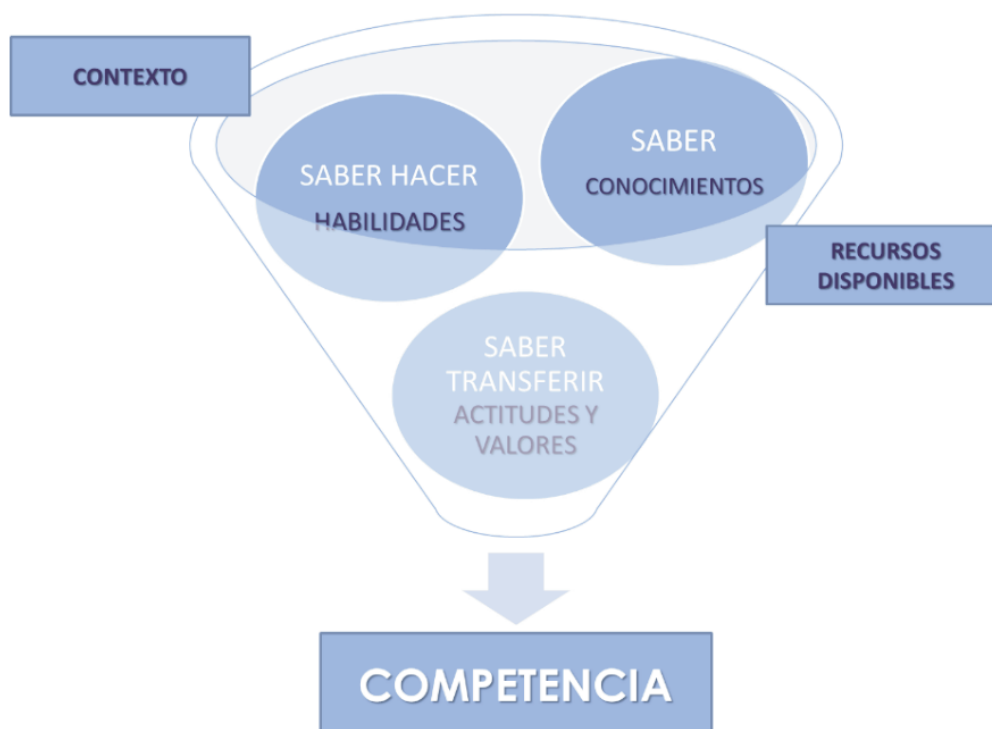 CONTEXTO
SABER HACER
HABILIDADES
SABER
CONOCIMIENTOS
RECURSOS
DISPONIBLES
SABER
TRANSFERIR
ACTITUDES Y
VALORES
COMPETENCIA